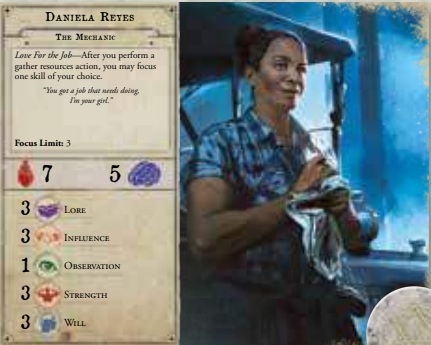 Daniela Reyes
The Mechanic
Love For the Job—After you perform a
gather resources action, you may focus
one skill of your choice.
"You got a job that needs doing,
I'm your girl."
Focus Limit: 3
7 5
3 Lore
3 Influence
1 Observation
3 Strength
3 Will